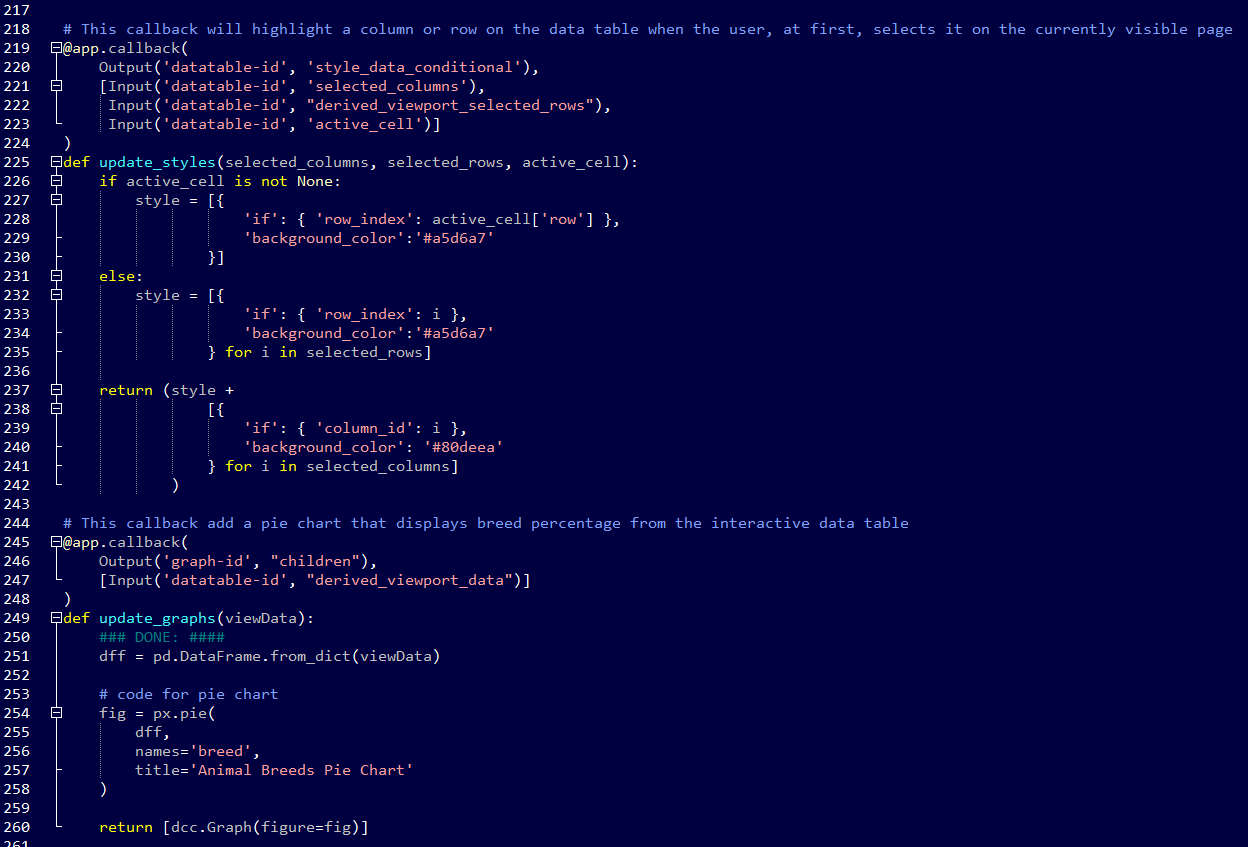 217
218 # This callback will highlight a column or row on the data table when the user, at first, selects it on the currently visible page
219 @app.callback(
220     Output('datatable-id', 'style_data_conditional'),
221     [Input('datatable-id', 'selected_columns'),
222      Input('datatable-id', "derived_viewport_selected_rows"),
223      Input('datatable-id', 'active_cell')]
224 )
225 def update_styles(selected_columns, selected_rows, active_cell):
226     if active_cell is not None:
227         style = [{
228                     'if': { 'row_index': active_cell['row'] },
229                     'background_color':'#a5d6a7'
230                 }]
231     else:
232         style = [{
233                     'if': { 'row_index': i },
234                     'background_color':'#a5d6a7'
235                 } for i in selected_rows]
236
237     return (style +
238                 [{
239                     'if': { 'column_id': i },
240                     'background_color': '#80deea'
241                 } for i in selected_columns]
242             )
243
244 # This callback add a pie chart that displays breed percentage from the interactive data table
245 @app.callback(
246     Output('graph-id', "children"),
247     [Input('datatable-id', "derived_viewport_data")]
248 )
249 def update_graphs(viewData):
250     ### DONE: ####
251     dff = pd.DataFrame.from_dict(viewData)
252
253     # code for pie chart
254     fig = px.pie(
255         dff,
256         names='breed',
257         title='Animal Breeds Pie Chart'
258     )
259
260     return [dcc.Graph(figure=fig)]
261